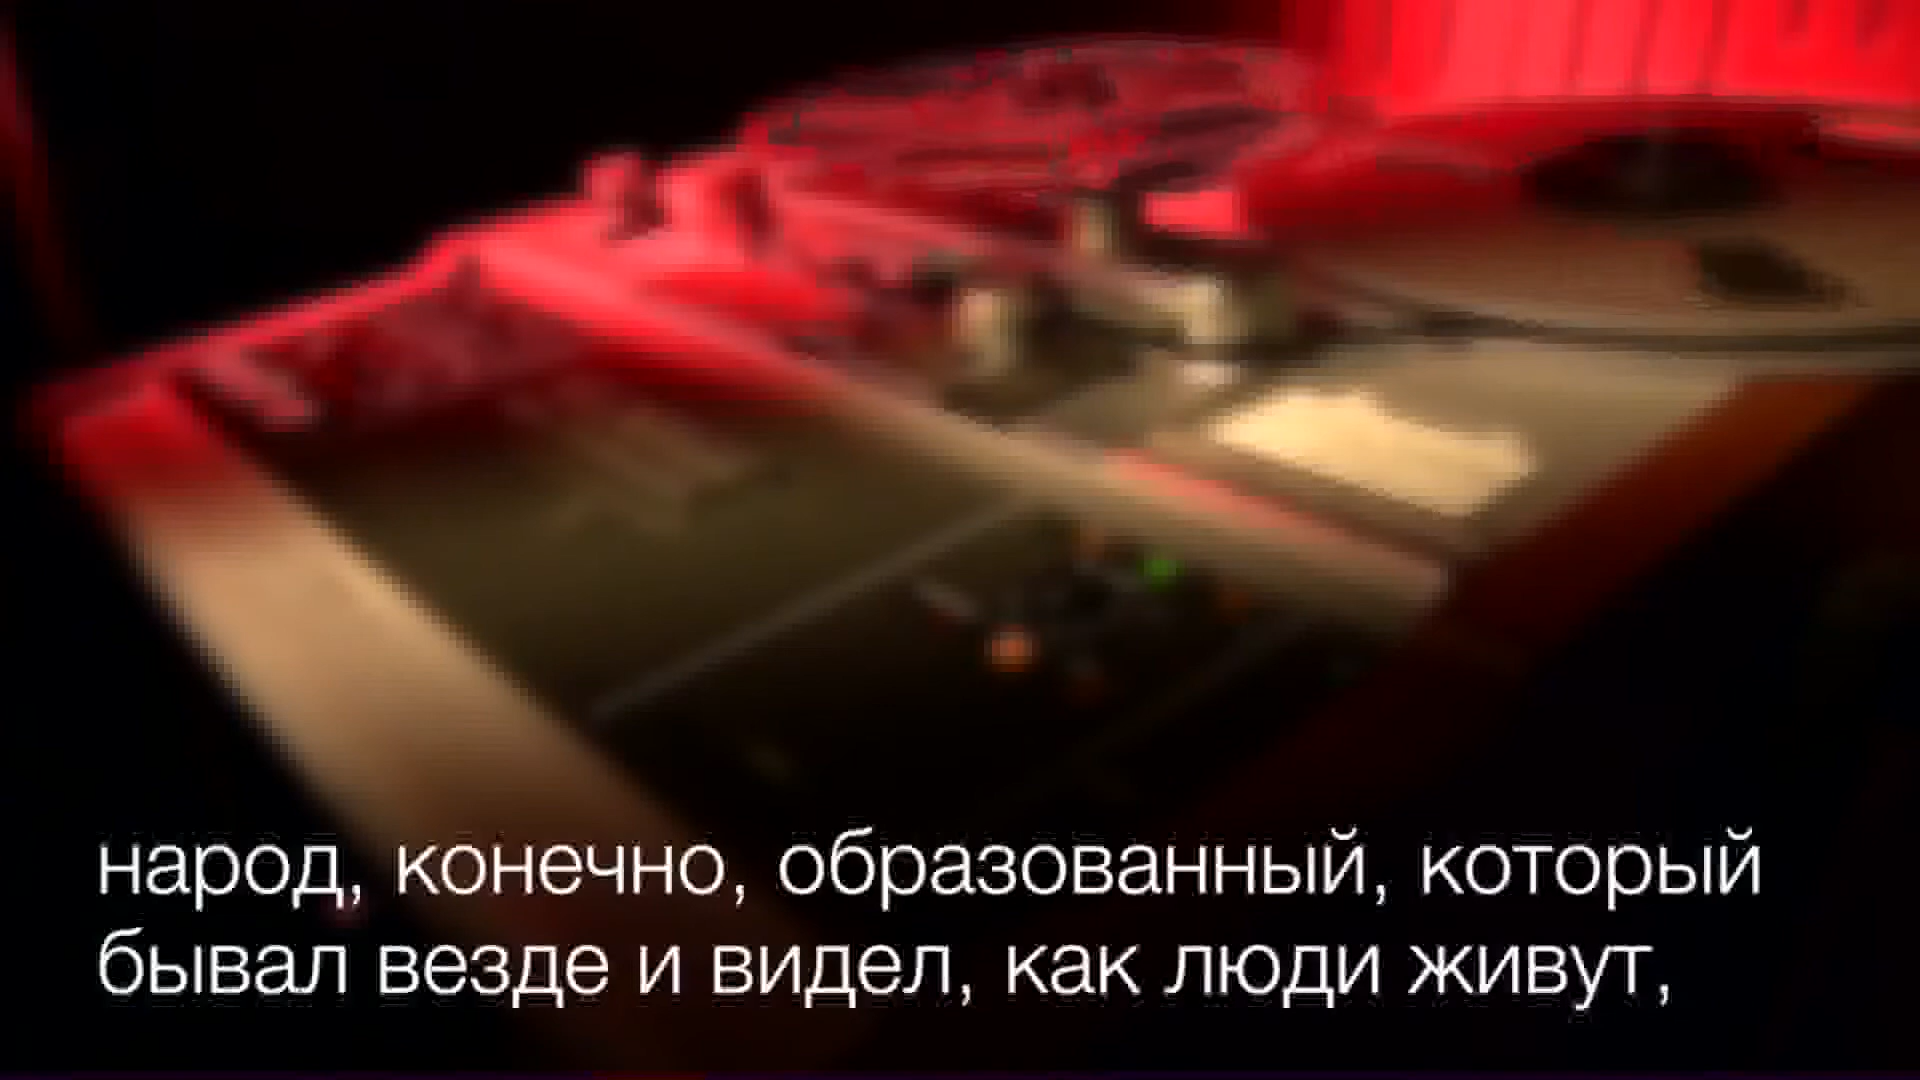 народ, конечно, образованный, который
бывал везде и видел, как люди живут,